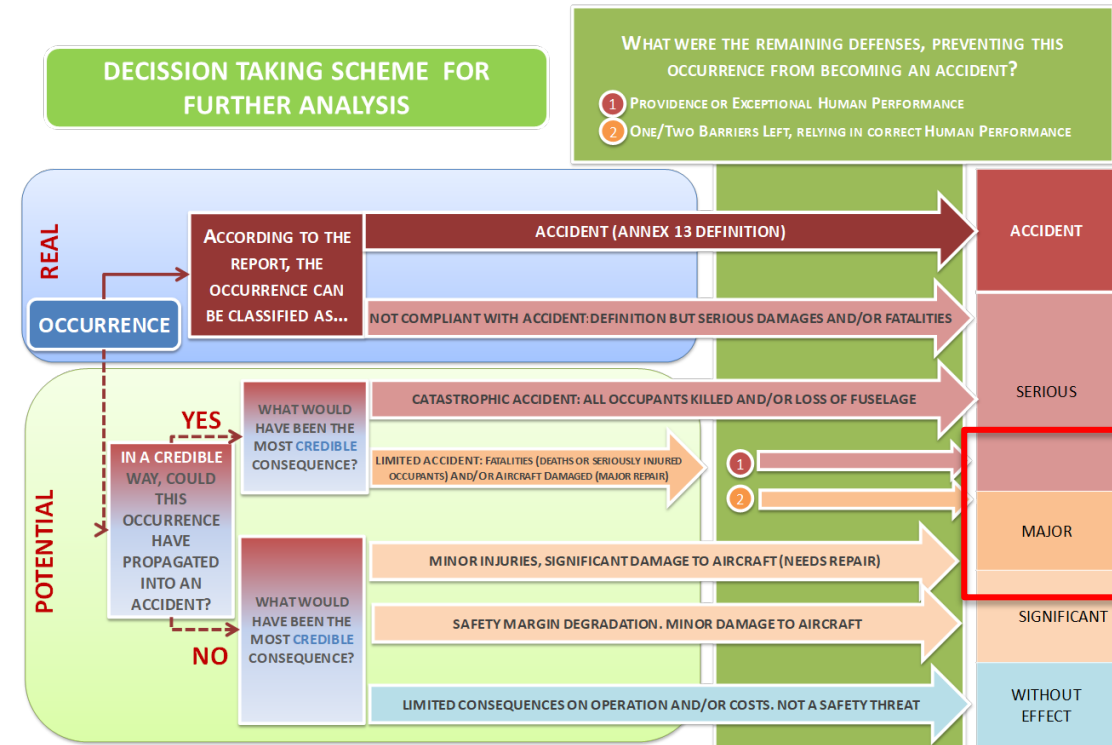 DECISSION TAKING SCHEME FOR
FURTHER ANALYSIS
WHAT WERE THE REMAINING DEFENSES, PREVENTING THIS
OCCURRENCE FROM BECOMING AN ACCIDENT?
1 PROVIDENCE OR EXCEPTIONAL HUMAN PERFORMANCE
2 ONE/TWO BARRIERS LEFT, RELYING IN CORRECT HUMAN PERFORMANCE
REAL
OCCURRENCE
ACCORDING TO THE
REPORT, THE
OCCURRENCE CAN
BE CLASSIFIED AS...
ACCIDENT (ANNEX 13 DEFINITION)
ACCIDENT
NOT COMPLIANT WITH ACCIDENT:DEFINITION BUT SERIOUS DAMAGES AND/OR FATALITIES
SERIOUS
POTENTIAL
IN A CREDIBLE
WAY, COULD THIS
OCCURRENCE
HAVE
PROPAGATED
INTO AN
ACCIDENT?
YES
WHAT WOULD
HAVE BEEN THE
MOST CREDIBLE
CONSEQUENCE?
CATASTROPHIC ACCIDENT: ALL OCCUPANTS KILLED AND/OR LOSS OF FUSELAGE
LIMITED ACCIDENT: FATALITIES (DEATHS OR SERIOUSLY INJURED
OCCUPANTS) AND/OR AIRCRAFT DAMAGED (MAJOR REPAIR)
1
2
MAJOR
NO
WHAT WOULD
HAVE BEEN THE
MOST CREDIBLE
CONSEQUENCE?
MINOR INJURIES, SIGNIFICANT DAMAGE TO AIRCRAFT (NEEDS REPAIR)
SAFETY MARGIN DEGRADATION. MINOR DAMAGE TO AIRCRAFT
SIGNIFICANT
LIMITED CONSEQUENCES ON OPERATION AND/OR COSTS. NOT A SAFETY THREAT
WITHOUT
EFFECT